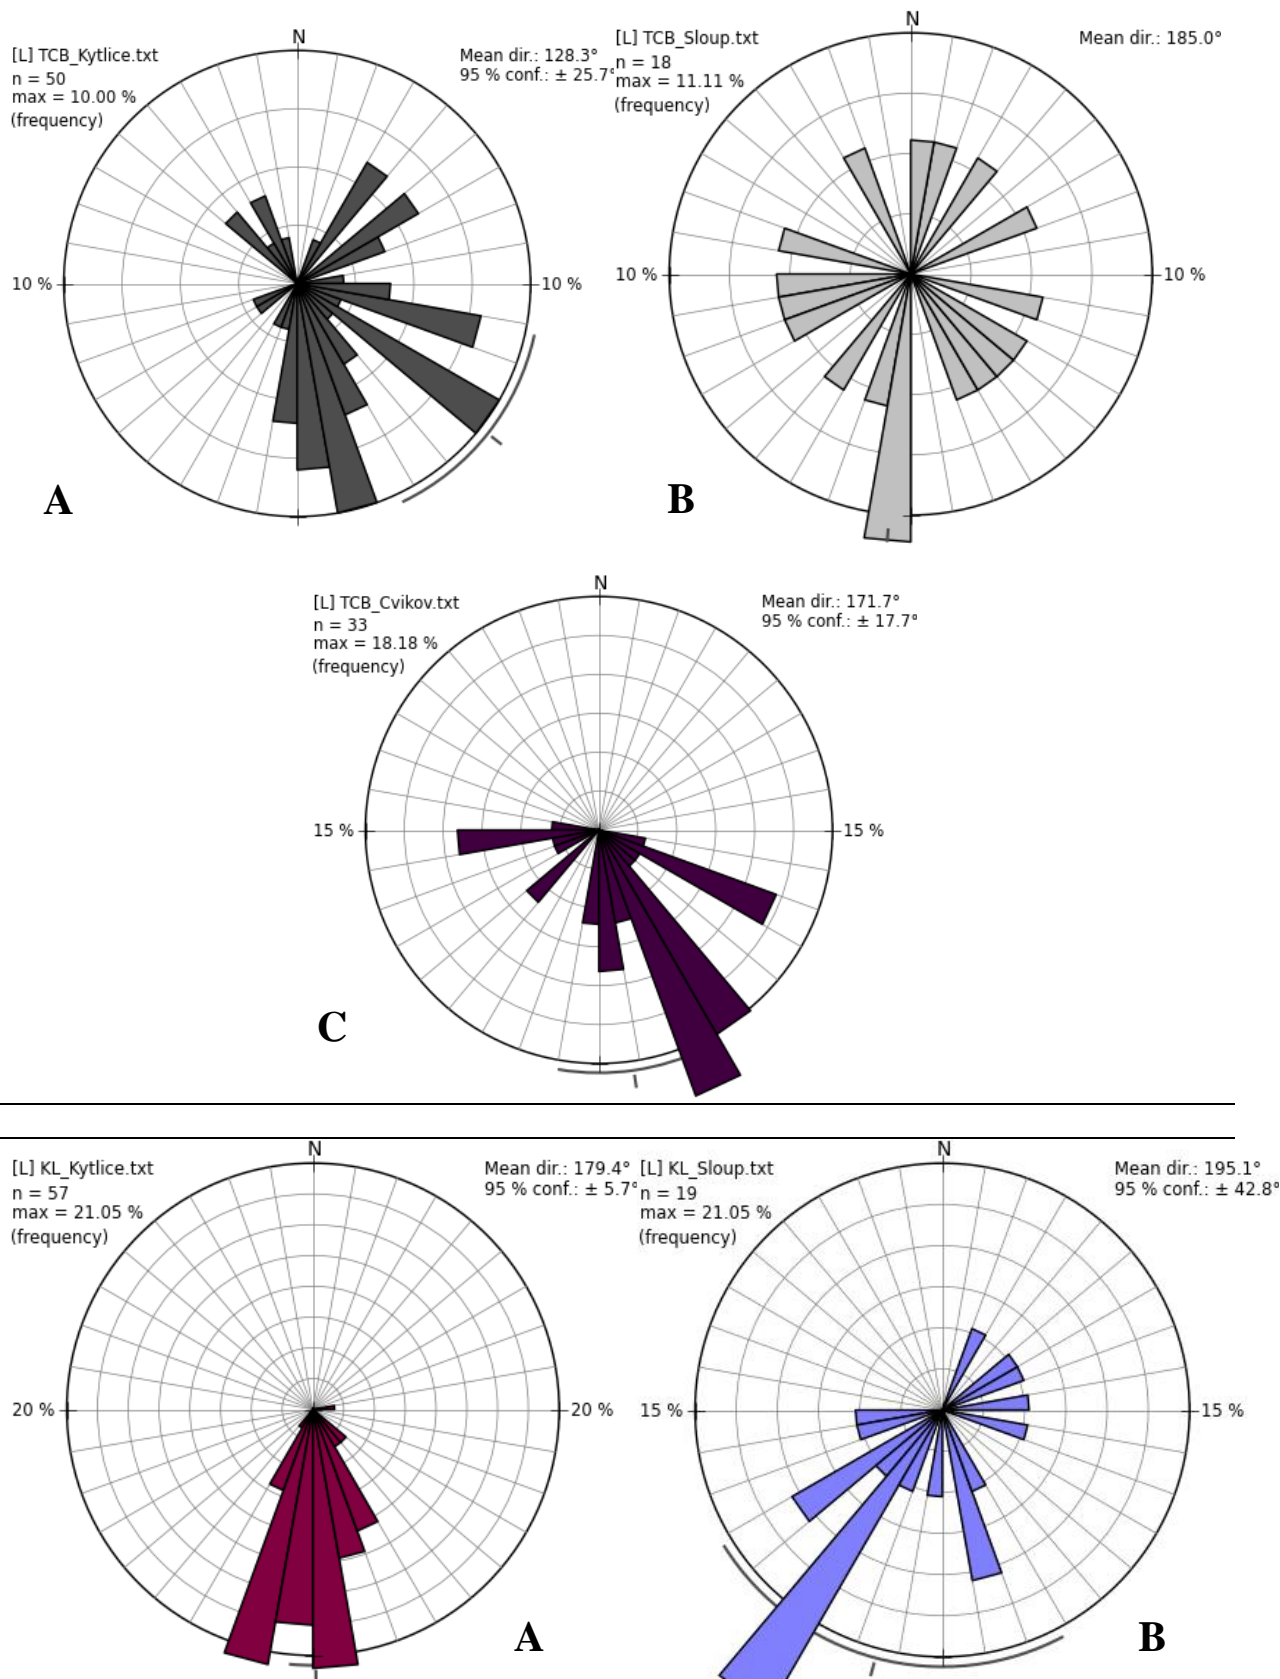 N
[L] TCB_Kytlice.txt
n = 50
max = 10.00 %
(frequency)
Mean dir.: 128.3°
95 % conf.: ± 25.7°
10 %
10 %
A
N
[L] TCB_Sloup.txt
n = 18
max = 11.11 %
(frequency)
Mean dir.: 185.0°
10 %
10 %
B
N
[L] TCB_Cvikov.txt
n = 33
max = 18.18 %
(frequency)
Mean dir.: 171.7°
95 % conf.: ± 17.7°
15 %
15 %
C
N
[L] KL_Kytlice.txt
n = 57
max = 21.05 %
(frequency)
Mean dir.: 179.4°
95 % conf.: ± 5.7°
20 %
20 %
A
N
[L] KL_Sloup.txt
n = 19
max = 21.05 %
(frequency)
Mean dir.: 195.1°
95 % conf.: ± 42.8°
15 %
15 %
B